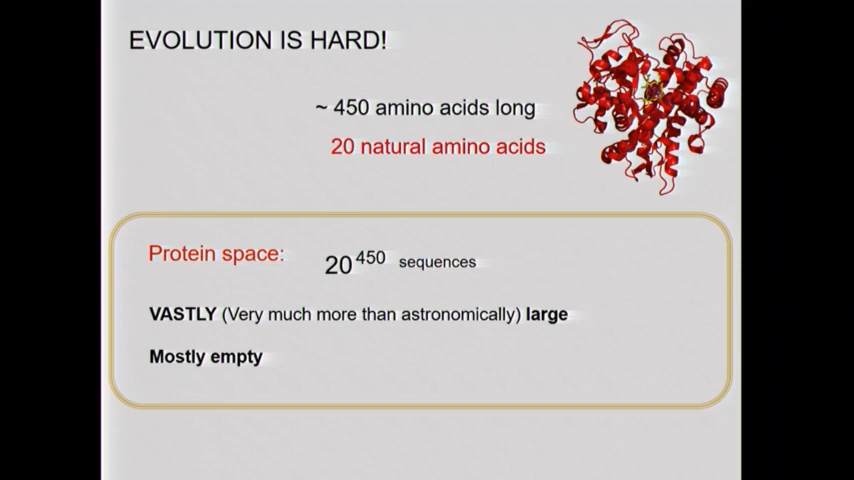 EVOLUTION IS HARD!
~ 450 amino acids long
20 natural amino acids
Protein space: 20^450 sequences
VASTLY (Very much more than astronomically) large
Mostly empty